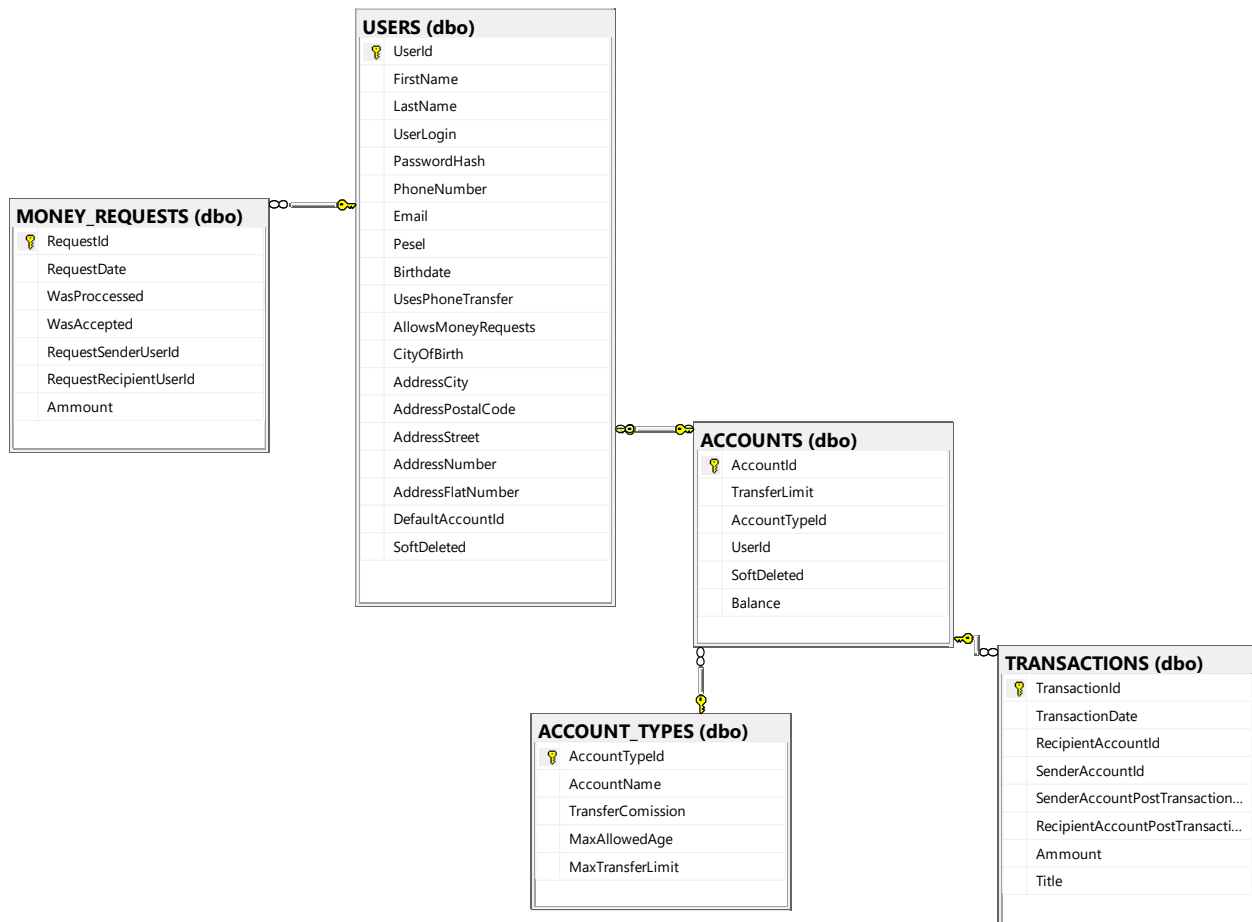 USERS (dbo)
UserId
FirstName
LastName
UserLogin
PasswordHash
PhoneNumber
Email
Pesel
Birthdate
UsesPhoneTransfer
AllowsMoneyRequests
CityOfBirth
AddressCity
AddressPostalCode
AddressStreet
AddressNumber
AddressFlatNumber
DefaultAccountId
SoftDeleted
MONEY_REQUESTS (dbo)
RequestId
RequestDate
WasProccessed
WasAccepted
RequestSenderUserId
RequestRecipientUserId
Ammount
ACCOUNTS (dbo)
AccountId
TransferLimit
AccountTypeId
UserId
SoftDeleted
Balance
ACCOUNT_TYPES (dbo)
AccountTypeId
AccountName
TransferComission
MaxAllowedAge
MaxTransferLimit
TRANSACTIONS (dbo)
TransactionId
TransactionDate
RecipientAccountId
SenderAccountId
SenderAccountPostTransaction...
RecipientAccountPostTransacti...
Ammount
Title